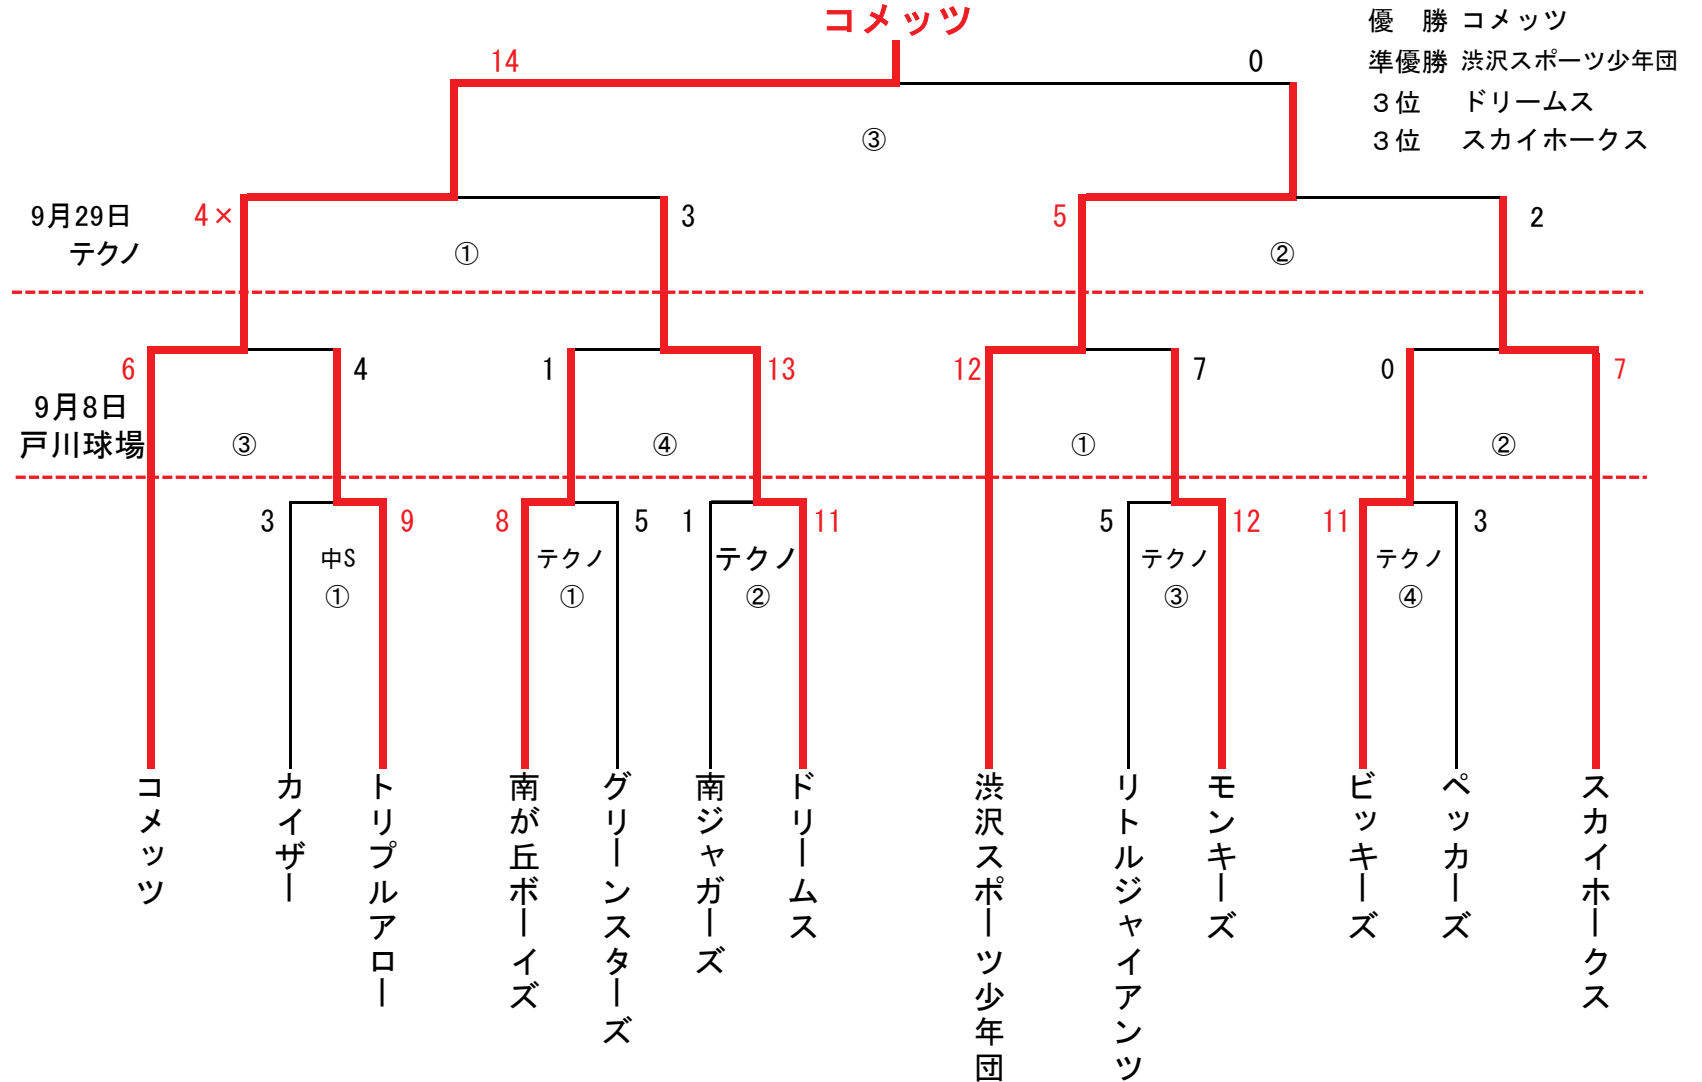 コメッツ
優　勝 コメッツ
準優勝 渋沢スポーツ少年団
３位 ドリームス
３位 スカイホークス
14
0
③
9月29日
テクノ
4×
3
5
2
①
②
6
4
1
13
12
7
0
7
9月8日
戸川球場
③
④
①
②
3
9
8
5
1
11
5
12
11
3
中S
①
テクノ
①
テクノ
②
テクノ
③
テクノ
④
コメッツ
カイザー
トリプルアロー
南が丘ボーイズ
グリーンスターズ
南ジャガーズ
ドリームス
渋沢スポーツ少年団
リトルジャイアンツ
モンキーズ
ビッキーズ
ペッカーズ
スカイホークス